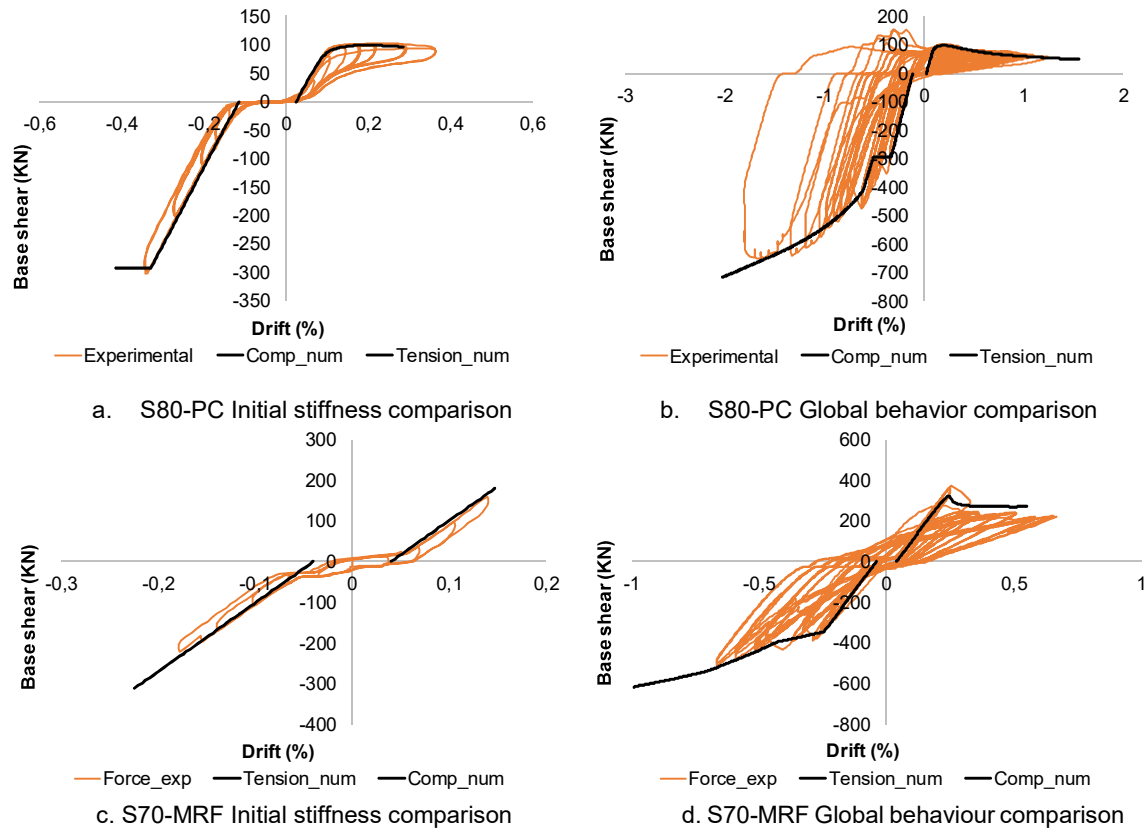 150
100
50
0
-50
-100
-150
-200
-250
-300
-350
-0,6 -0,4 -0,2 0 0,2 0,4 0,6
Base shear (KN)
Drift (%)
Experimental Comp_num Tension_num
a. S80-PC Initial stiffness comparison
200
100
0
-100
-200
-300
-400
-500
-600
-700
-800
-3 -2 -1 0 1 2
Base shear (KN)
Drift (%)
Experimental Comp_num Tension_num
b. S80-PC Global behavior comparison
300
200
100
0
-100
-200
-300
-400
-0,3 -0,2 -0,1 0 0,1 0,2
Base shear (KN)
Drift (%)
Force_exp Tension_num Comp_num
c. S70-MRF Initial stiffness comparison
600
400
200
0
-200
-400
-600
-800
-1 -0,5 0 0,5 1
Base shear (KN)
Drift (%)
Force_exp Tension_num Comp_num
d. S70-MRF Global behaviour comparison